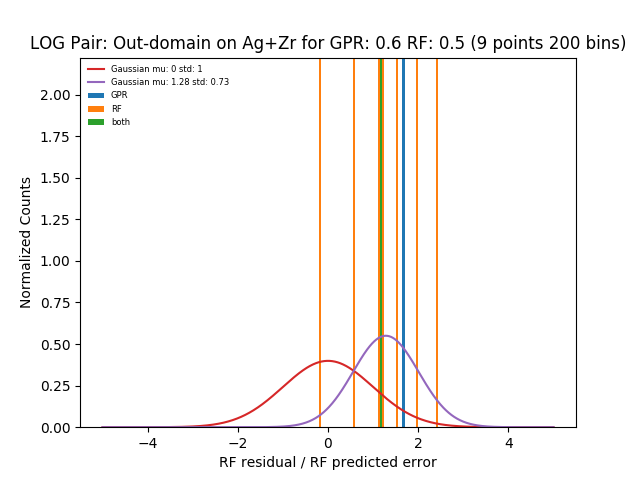 LOG Pair: Out-domain on Ag+Zr for GPR: 0.6 RF: 0.5 (9 points 200 bins)
Gaussian mu: 0 std: 1
Gaussian mu: 1.28 std: 0.73
GPR
RF
both
2.00
1.75
1.50
1.25
1.00
0.75
0.50
0.25
0.00
Normalized Counts
−4 −2 0 2 4
RF residual / RF predicted error